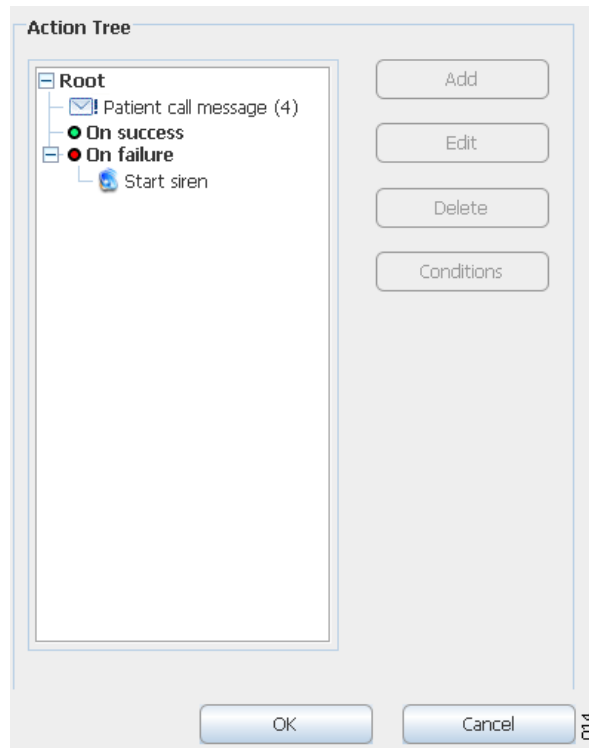 Action Tree
Root
Patient call message (4)
On success
On failure
Start siren
Add
Edit
Delete
Conditions
OK
Cancel